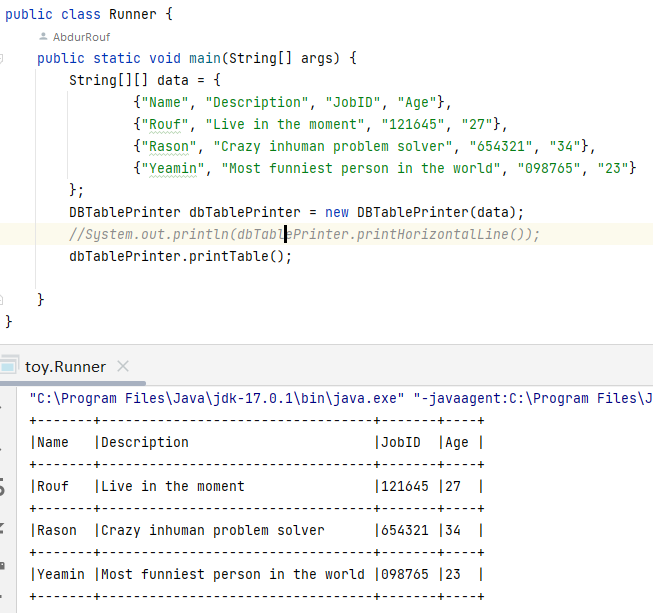 public class Runner {
AbdurRouf
public static void main(String[] args) {
String[][] data = {
{"Name", "Description", "JobID", "Age"},
{"Rouf", "Live in the moment", "121645", "27"},
{"Rason", "Crazy inhuman problem solver", "654321", "34"},
{"Yeamin", "Most funniest person in the world", "098765", "23"}
};
DBTablePrinter dbTablePrinter = new DBTablePrinter(data);
//System.out.println(dbTablePrinter.printHorizontalLine());
dbTablePrinter.printTable();
}
}
toy.Runner
"C:\Program Files\Java\jdk-17.0.1\bin\java.exe" "-javaagent:C:\Program Files\J
+-------+----------------------------------+-------+----+
|Name   |Description                       |JobID  |Age |
+-------+----------------------------------+-------+----+
|Rouf   |Live in the moment                |121645 |27  |
+-------+----------------------------------+-------+----+
|Rason  |Crazy inhuman problem solver      |654321 |34  |
+-------+----------------------------------+-------+----+
|Yeamin |Most funniest person in the world |098765 |23  |
+-------+----------------------------------+-------+----+